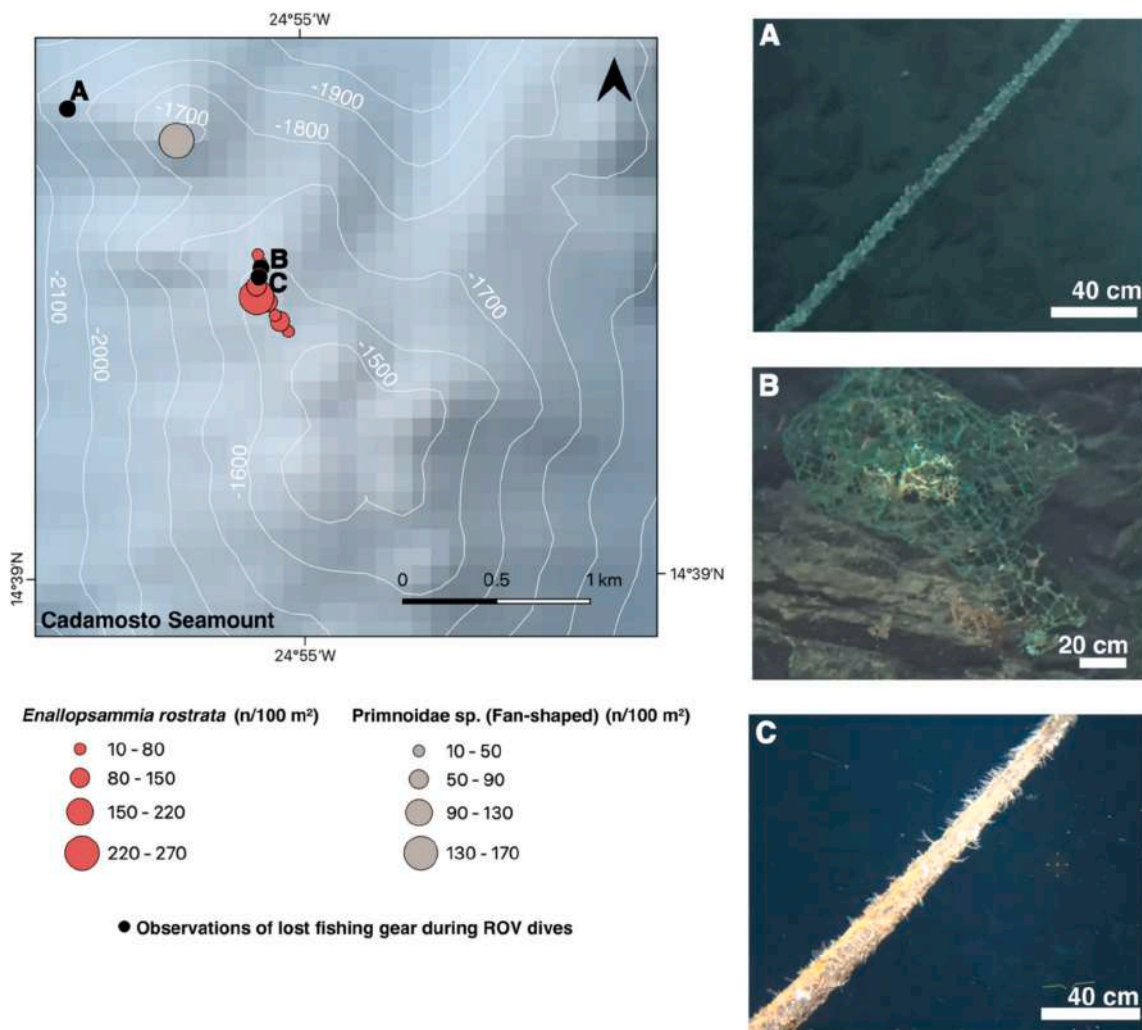 24°55'W
A
-1700
-1900
-1800
B
C
-2100
-2000
-1700
-1500
-1600
14°39'N
0 0.5 1 km
14°39'N
Cadamosto Seamount
24°55'W
Enallopsammia rostrata (n/100 m²)
10 - 80
80 - 150
150 - 220
220 - 270
Primnoidae sp. (Fan-shaped) (n/100 m²)
10 - 50
50 - 90
90 - 130
130 - 170
Observations of lost fishing gear during ROV dives
A
40 cm
B
20 cm
C
40 cm